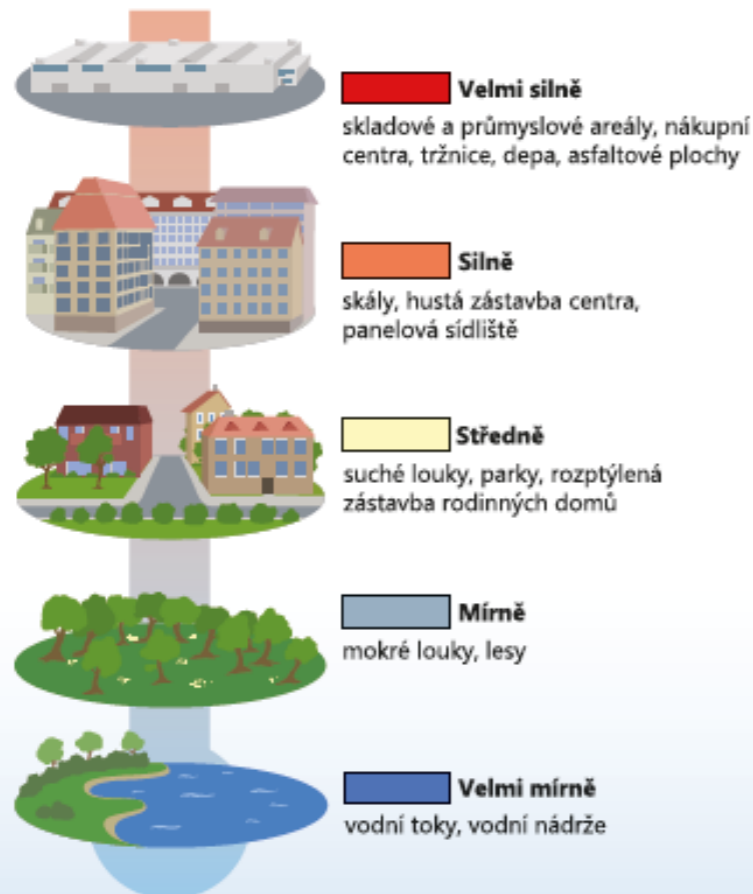 Velmi silně
skladové a průmyslové areály, nákupní
centra, tržnice, depa, asfaltové plochy
Silně
skály, hustá zástavba centra,
panelová sídliště
Středně
suché louky, parky, rozptýlená
zástavba rodinných domů
Mírně
mokré louky, lesy
Velmi mírně
vodní toky, vodní nádrže